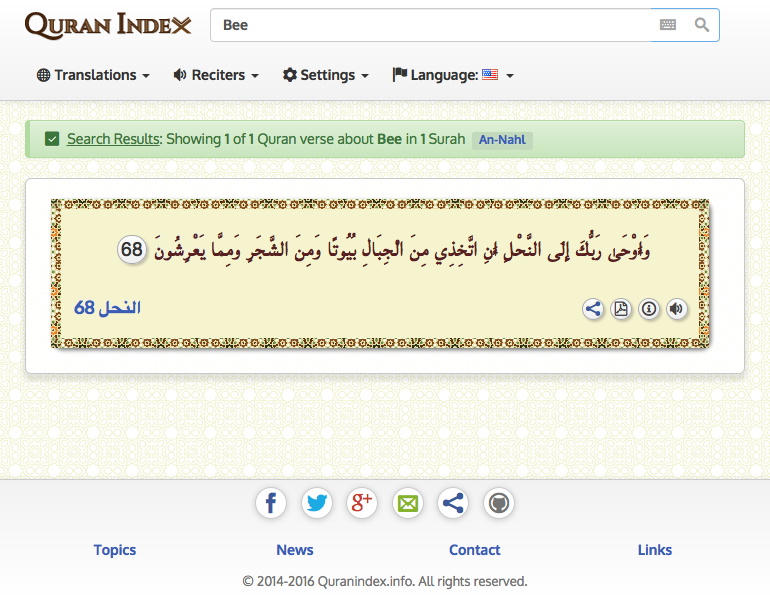 QURAN INDEX
Bee
Translations
Reciters
Settings
Language:
Search Results: Showing 1 of 1 Quran verse about Bee in 1 Surah An-Nahl
وَأَوْحَىٰ رَبُّكَ إِلَى النَّحْلِ أَنِ اتَّخِذِي مِنَ الْجِبَالِ بُيُوتًا وَمِنَ الشَّجَرِ وَمِمَّا يَعْرِشُونَ 68
النحل 68
f
g+
Topics
News
Contact
Links
© 2014-2016 Quranindex.info. All rights reserved.